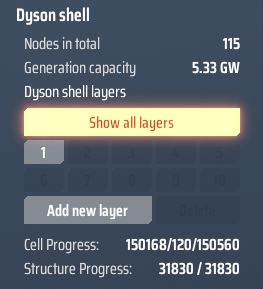 Dyson shell
Nodes in total 115
Generation capacity 5.33 GW
Dyson shell layers
Show all layers
1 2 3 4 5
6 7 8 9 10
Add new layer Delete
Cell Progress: 150168/120/150560
Structure Progress: 31830 / 31830